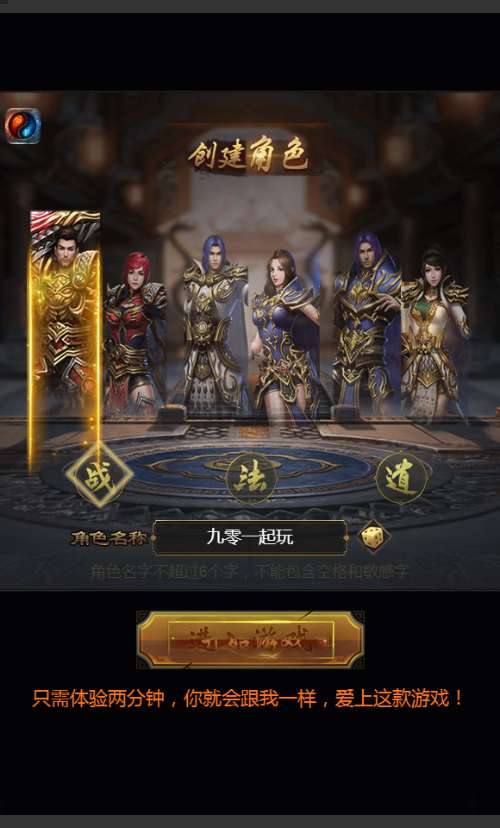 创建角色
战
法
道
角色名称
九零一起玩
角色名字不超过6个字，不能包含空格和敏感字
进入游戏
只需体验两分钟，你就会跟我一样，爱上这款游戏！